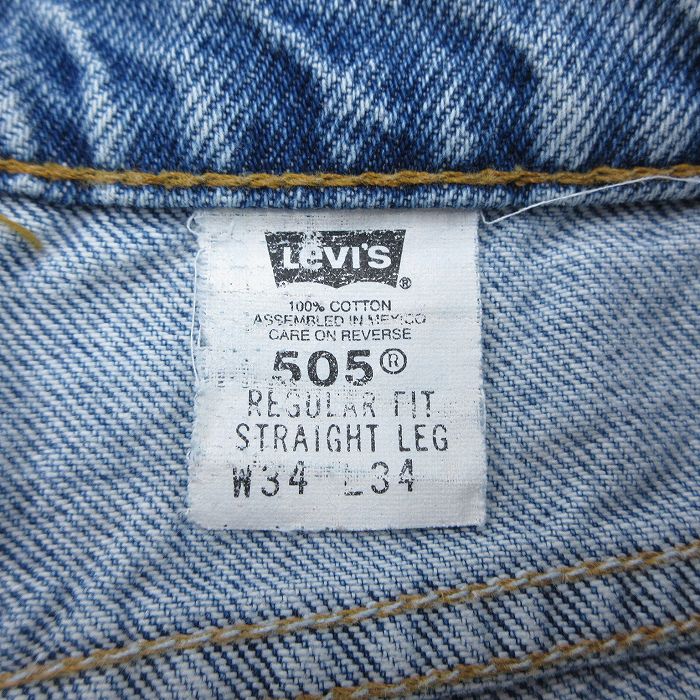 LEVI'S®
100% COTTON
ASSEMBLED IN MEXICO
CARE ON REVERSE
505®
REGULAR FIT
STRAIGHT LEG
W34 L34